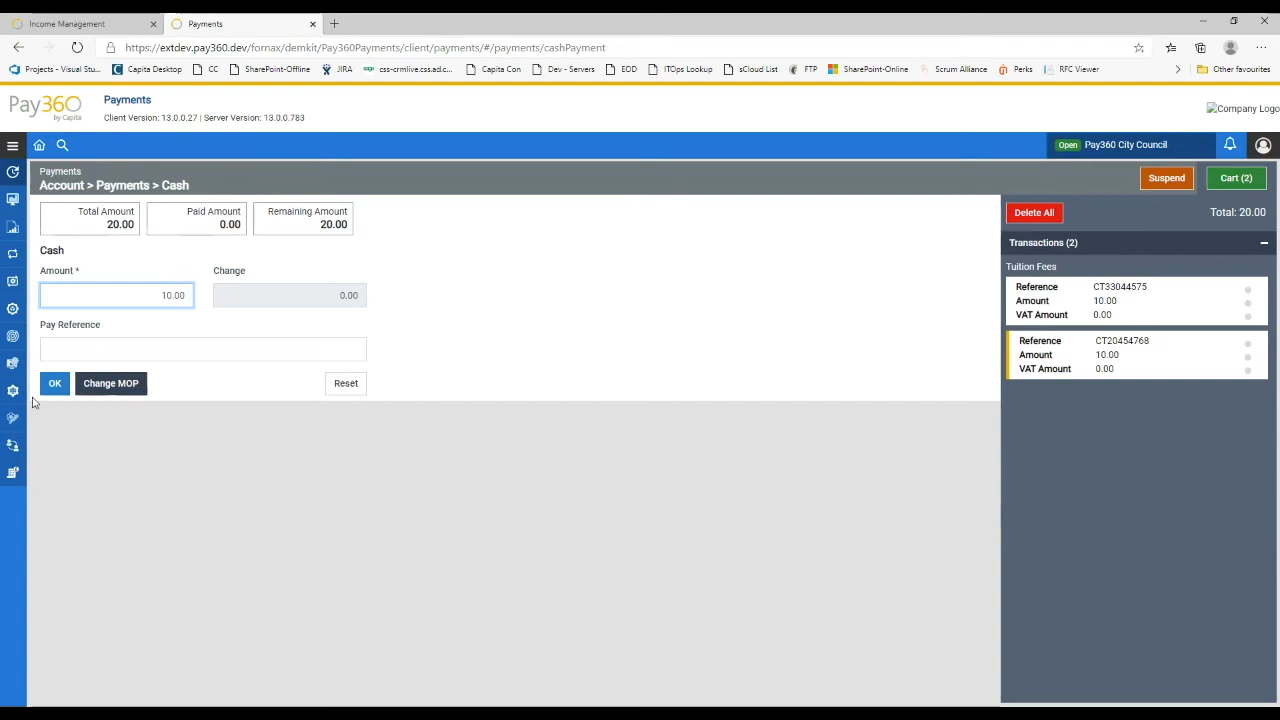 Income Management
Payments
https://extdev.pay360.dev/fornax/demkit/Pay360Payments/client/payments/#/payments/cashPayment
Projects - Visual Stu...
Capita Desktop
CC
SharePoint-Offline
JIRA
css-crmlive.css.ad.c...
Capita Con
Dev - Servers
EOD
ITOps Lookup
sCloud List
FTP
SharePoint-Online
Scrum Alliance
Perks
RFC Viewer
Other favourites
Pay360
by Capita
Payments
Client Version: 13.0.0.27 | Server Version: 13.0.0.783
Company Logo
Open Pay360 City Council
Payments
Account > Payments > Cash
Suspend
Cart (2)
Total Amount
20.00
Paid Amount
0.00
Remaining Amount
20.00
Delete All
Total: 20.00
Cash
Amount *
Change
10.00
0.00
Pay Reference
OK
Change MOP
Reset
Transactions (2)
Tuition Fees
Reference CT33044575
Amount 10.00
VAT Amount 0.00
Reference CT20454768
Amount 10.00
VAT Amount 0.00